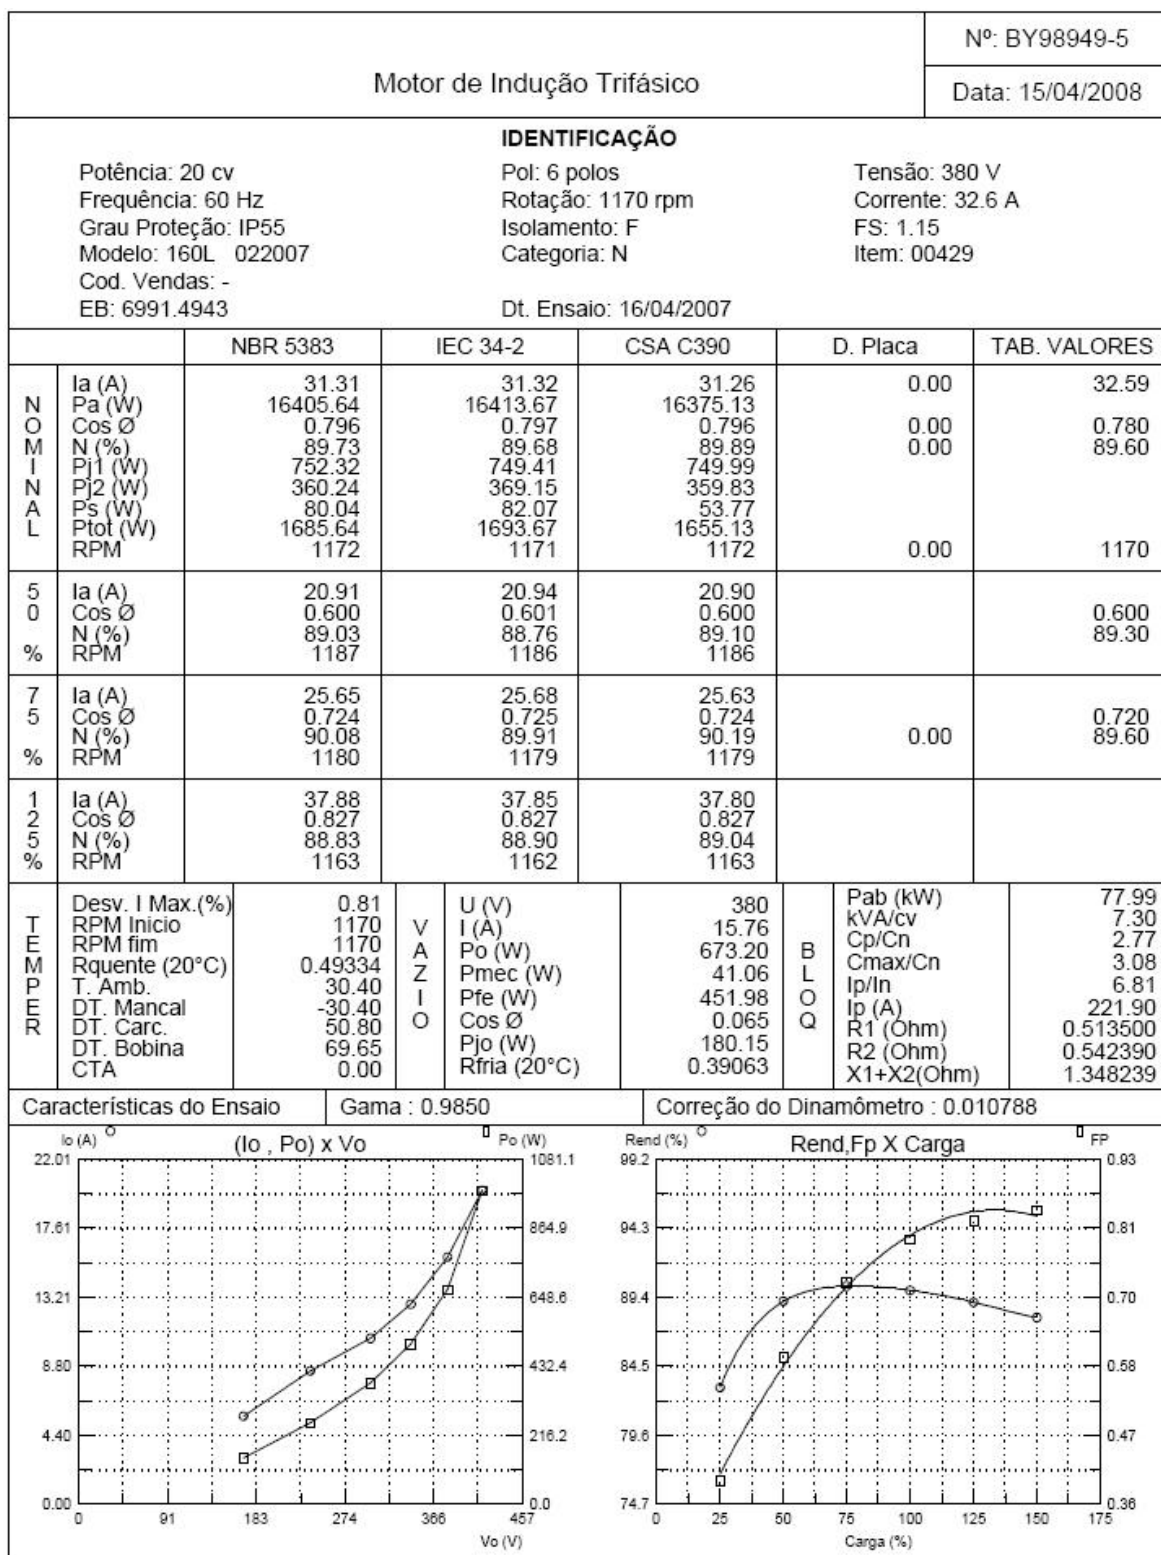 Motor de Indução Trifásico
Nº: BY98949-5
Data: 15/04/2008
IDENTIFICAÇÃO
Potência: 20 cv Pol: 6 polos Tensão: 380 V
Frequência: 60 Hz Rotação: 1170 rpm Corrente: 32.6 A
Grau Proteção: IP55 Isolamento: F FS: 1.15
Modelo: 160L 022007 Categoria: N Item: 00429
Cod. Vendas: -
EB: 6991.4943 Dt. Ensaio: 16/04/2007
NBR 5383 IEC 34-2 CSA C390 D. Placa TAB. VALORES
NOMINAL
Ia (A) 31.31 31.32 31.26 0.00 32.59
Pa (W) 16405.64 16413.67 16375.13
Cos Ø 0.796 0.797 0.796 0.00 0.780
N (%) 89.73 89.68 89.89 0.00 89.60
Pj1 (W) 752.32 749.41 749.99
Pj2 (W) 360.24 369.15 359.83
Ps (W) 80.04 82.07 53.77
Ptot (W) 1685.64 1693.67 1655.13
RPM 1172 1171 1172 0.00 1170
50 %
Ia (A) 20.91 20.94 20.90
Cos Ø 0.600 0.601 0.600 0.600
N (%) 89.03 88.76 89.10 89.30
RPM 1187 1186 1186
75 %
Ia (A) 25.65 25.68 25.63
Cos Ø 0.724 0.725 0.724 0.720
N (%) 90.08 89.91 90.19 0.00 89.60
RPM 1180 1179 1179
125%
Ia (A) 37.88 37.85 37.80
Cos Ø 0.827 0.827 0.827
N (%) 88.83 88.90 89.04
RPM 1163 1162 1163
TEMPER
Desv. I Max.(%) 0.81
RPM Inicio 1170
RPM fim 1170
Rquente (20°C) 0.49334
T. Amb. 30.40
DT. Mancal -30.40
DT. Carc. 50.80
DT. Bobina 69.65
CTA 0.00
VAZIO
U (V) 380
I (A) 15.76
Po (W) 673.20
Pmec (W) 41.06
Pfe (W) 451.98
Cos Ø 0.065
Pjo (W) 180.15
Rfria (20°C) 0.39063
BLOQ
Pab (kW) 77.99
kVA/cv 7.30
Cp/Cn 2.77
Cmax/Cn 3.08
Ip/In 6.81
Ip (A) 221.90
R1 (Ohm) 0.513500
R2 (Ohm) 0.542390
X1+X2(Ohm) 1.348239
Características do Ensaio Gama : 0.9850 Correção do Dinamômetro : 0.010788
Io (A) (Io , Po) x Vo Po (W)
22.01 1081.1
17.61 864.9
13.21 648.6
8.80 432.4
4.40 216.2
0.00 0.0
0 91 183 274 366 457
Vo (V)
Rend (%) Rend,Fp X Carga FP
99.2 0.93
94.3 0.81
89.4 0.70
84.5 0.58
79.6 0.47
74.7 0.36
0 25 50 75 100 125 150 175
Carga (%)